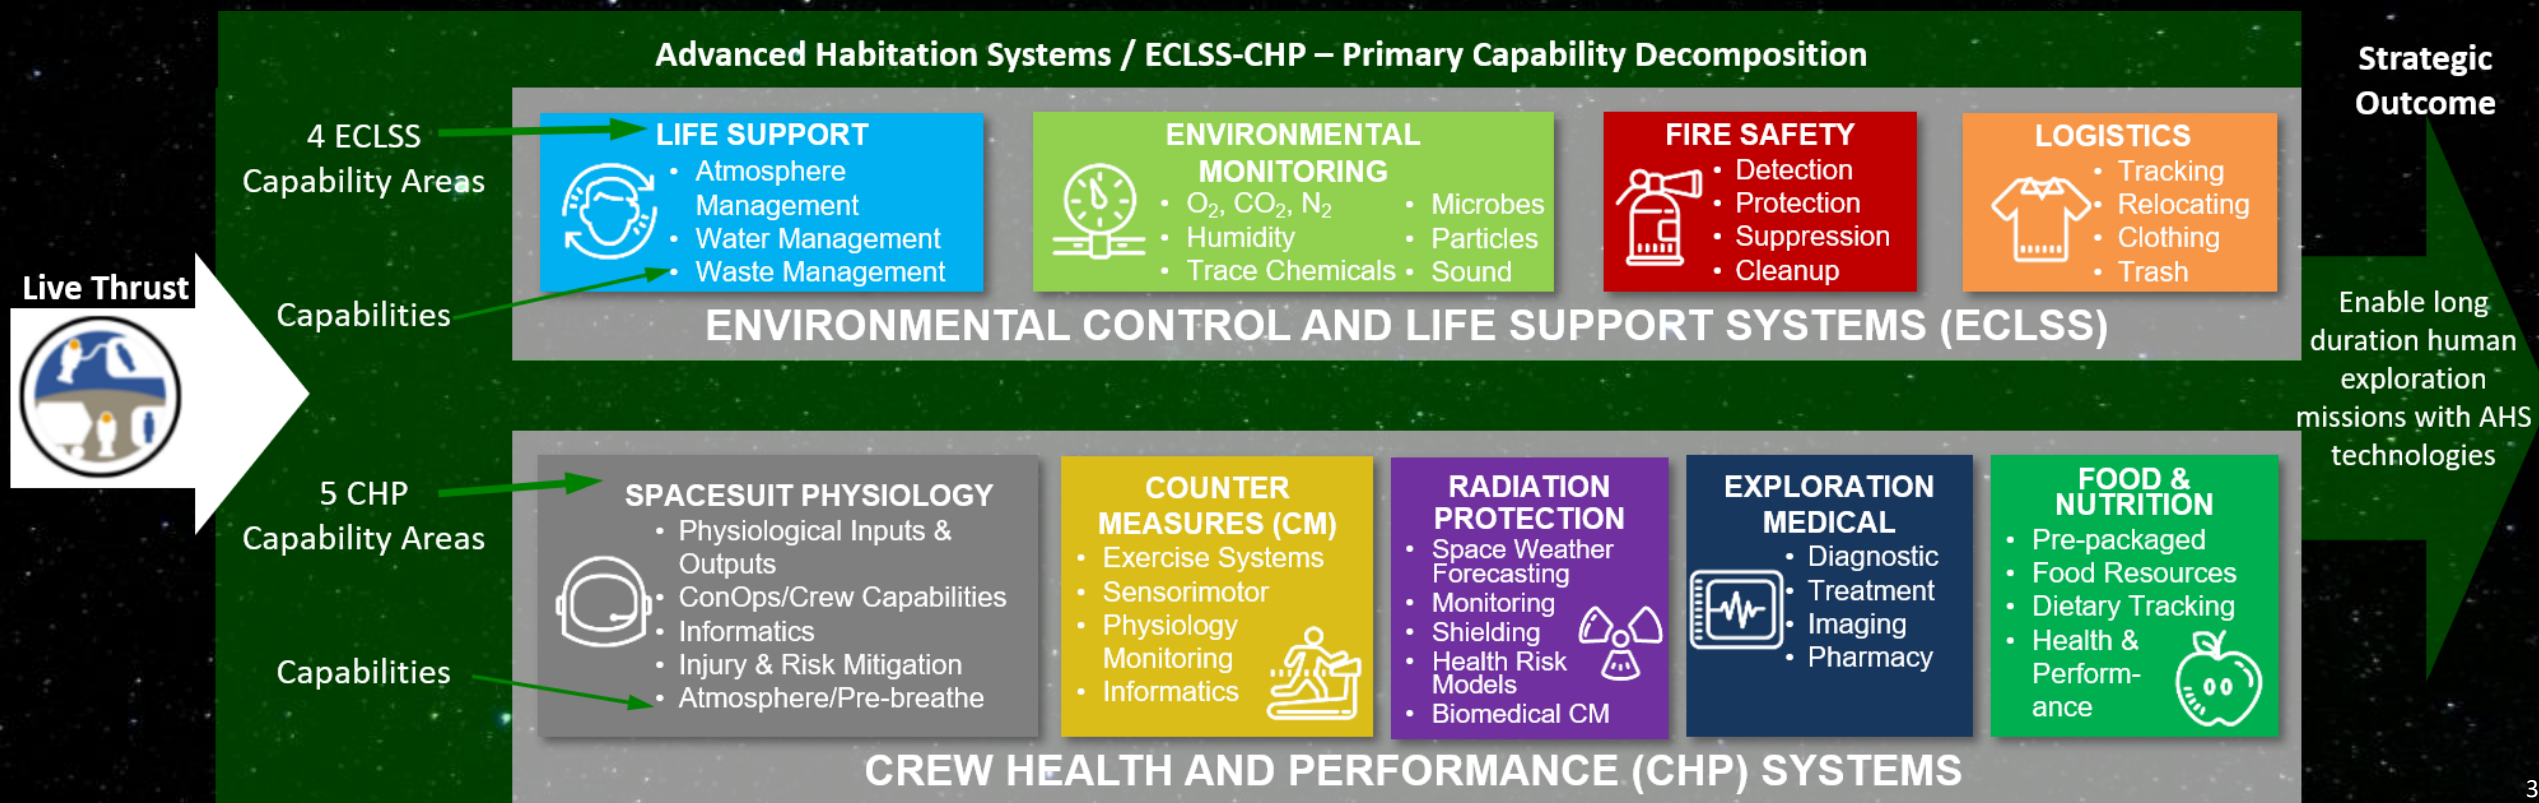 Advanced Habitation Systems / ECLSS-CHP – Primary Capability Decomposition
Strategic
Outcome
Live Thrust
4 ECLSS
Capability Areas
Capabilities
LIFE SUPPORT
• Atmosphere
Management
• Water Management
• Waste Management
ENVIRONMENTAL
MONITORING
• O₂, CO₂, N₂
• Humidity
• Trace Chemicals
• Microbes
• Particles
• Sound
FIRE SAFETY
• Detection
• Protection
• Suppression
• Cleanup
LOGISTICS
• Tracking
• Relocating
• Clothing
• Trash
ENVIRONMENTAL CONTROL AND LIFE SUPPORT SYSTEMS (ECLSS)
Enable long
duration human
exploration
missions with AHS
technologies
5 CHP
Capability Areas
Capabilities
SPACESUIT PHYSIOLOGY
• Physiological Inputs &
Outputs
• ConOps/Crew Capabilities
• Informatics
• Injury & Risk Mitigation
• Atmosphere/Pre-breathe
COUNTER
MEASURES (CM)
• Exercise Systems
• Sensorimotor
• Physiology
Monitoring
• Informatics
RADIATION
PROTECTION
• Space Weather
Forecasting
• Monitoring
• Shielding
• Health Risk
Models
• Biomedical CM
EXPLORATION
MEDICAL
• Diagnostic
• Treatment
• Imaging
• Pharmacy
FOOD &
NUTRITION
• Pre-packaged
• Food Resources
• Dietary Tracking
• Health &
Perform-
ance
CREW HEALTH AND PERFORMANCE (CHP) SYSTEMS
3